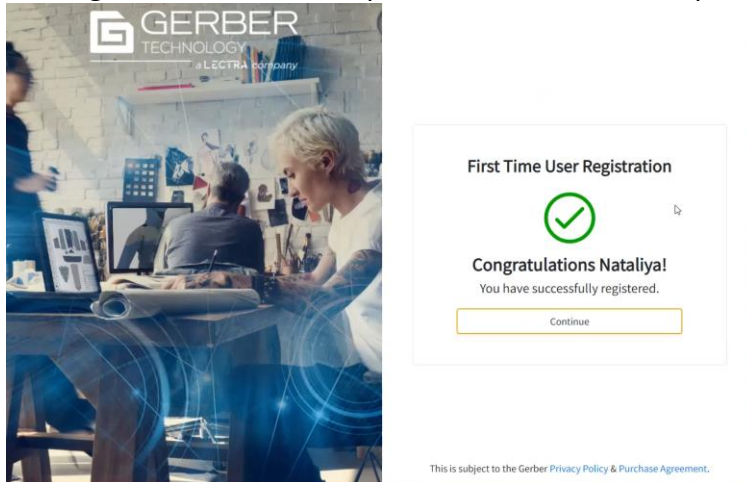 GERBER
TECHNOLOGY
a LECTRA company
First Time User Registration
Congratulations Nataliya!
You have successfully registered.
Continue
This is subject to the Gerber Privacy Policy & Purchase Agreement.